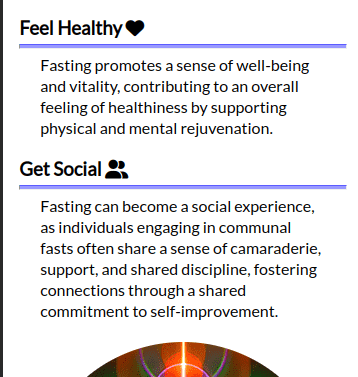 Feel Healthy
Fasting promotes a sense of well-being
and vitality, contributing to an overall
feeling of healthiness by supporting
physical and mental rejuvenation.
Get Social
Fasting can become a social experience,
as individuals engaging in communal
fasts often share a sense of camaraderie,
support, and shared discipline, fostering
connections through a shared
commitment to self-improvement.